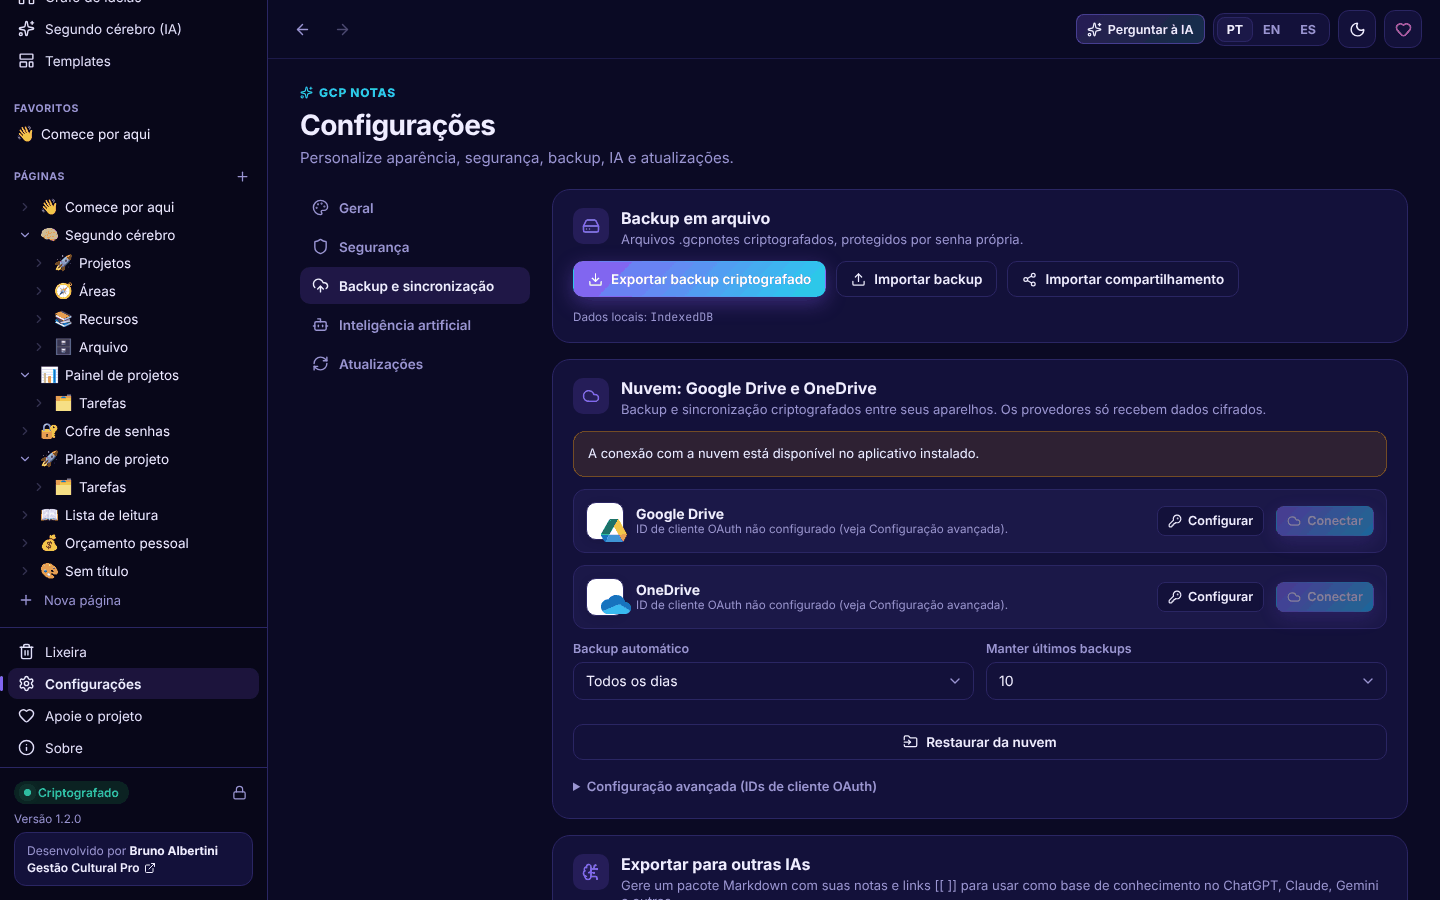 Segundo cérebro (IA)
Templates
FAVORITOS
Comece por aqui
PÁGINAS
Comece por aqui
Segundo cérebro
Projetos
Áreas
Recursos
Arquivo
Painel de projetos
Tarefas
Cofre de senhas
Plano de projeto
Tarefas
Lista de leitura
Orçamento pessoal
Sem título
Nova página
Lixeira
Configurações
Apoie o projeto
Sobre
Criptografado
Versão 1.2.0
Desenvolvido por Bruno Albertini
Gestão Cultural Pro
Perguntar à IA
PT EN ES
GCP NOTAS
Configurações
Personalize aparência, segurança, backup, IA e atualizações.
Geral
Segurança
Backup e sincronização
Inteligência artificial
Atualizações
Backup em arquivo
Arquivos .gcpnotes criptografados, protegidos por senha própria.
Exportar backup criptografado
Importar backup
Importar compartilhamento
Dados locais: IndexedDB
Nuvem: Google Drive e OneDrive
Backup e sincronização criptografados entre seus aparelhos. Os provedores só recebem dados cifrados.
A conexão com a nuvem está disponível no aplicativo instalado.
Google Drive
ID de cliente OAuth não configurado (veja Configuração avançada).
Configurar
Conectar
OneDrive
ID de cliente OAuth não configurado (veja Configuração avançada).
Configurar
Conectar
Backup automático
Todos os dias
Manter últimos backups
10
Restaurar da nuvem
Configuração avançada (IDs de cliente OAuth)
Exportar para outras IAs
Gere um pacote Markdown com suas notas e links [[ ]] para usar como base de conhecimento no ChatGPT, Claude, Gemini